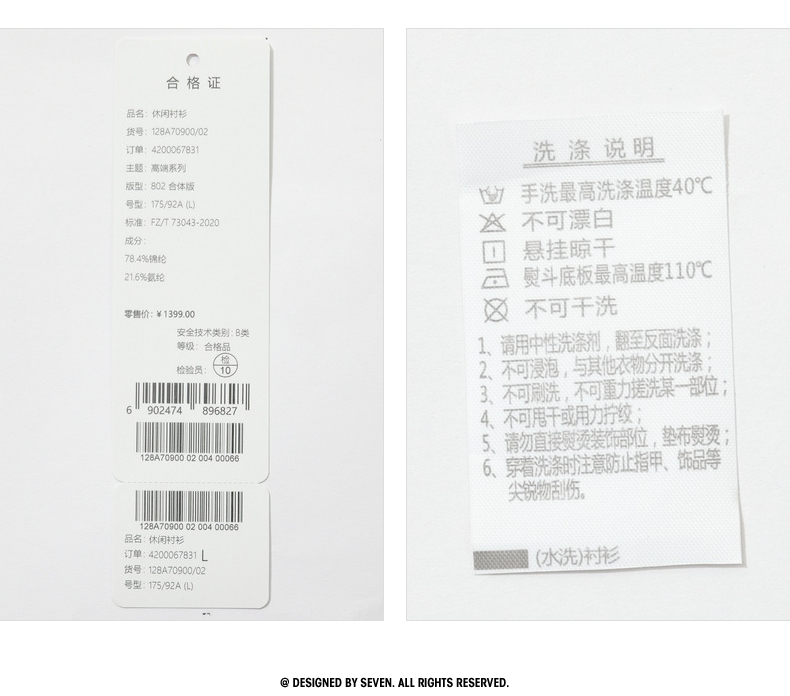 合格证
品名: 休闲衬衫
货号: 128A70900/02
订单: 4200067831
主题: 高端系列
版型: 802 合体版
号型: 175/92A (L)
标准: FZ/T 73043-2020
成分:
78.4%锦纶
21.6%氨纶
零售价: ¥1399.00
安全技术类别: B类
等级: 合格品
检验员: 检 10
6 902474 896827
128A70900 02 004 00066
128A70900 02 004 00066
品名: 休闲衬衫
订单: 4200067831 L
货号: 128A70900/02
号型: 175/92A (L)
洗涤说明
手洗最高洗涤温度40℃
不可漂白
悬挂晾干
熨斗底板最高温度110℃
不可干洗
1、请用中性洗涤剂，翻至反面洗涤；
2、不可浸泡，与其他衣物分开洗涤；
3、不可刷洗，不可重力搓洗某一部位；
4、不可甩干或用力拧绞；
5、请勿直接熨烫装饰部位，垫布熨烫；
6、穿着洗涤时注意防止指甲、饰品等
尖锐物刮伤。
(水洗)衬衫
@ DESIGNED BY SEVEN. ALL RIGHTS RESERVED.